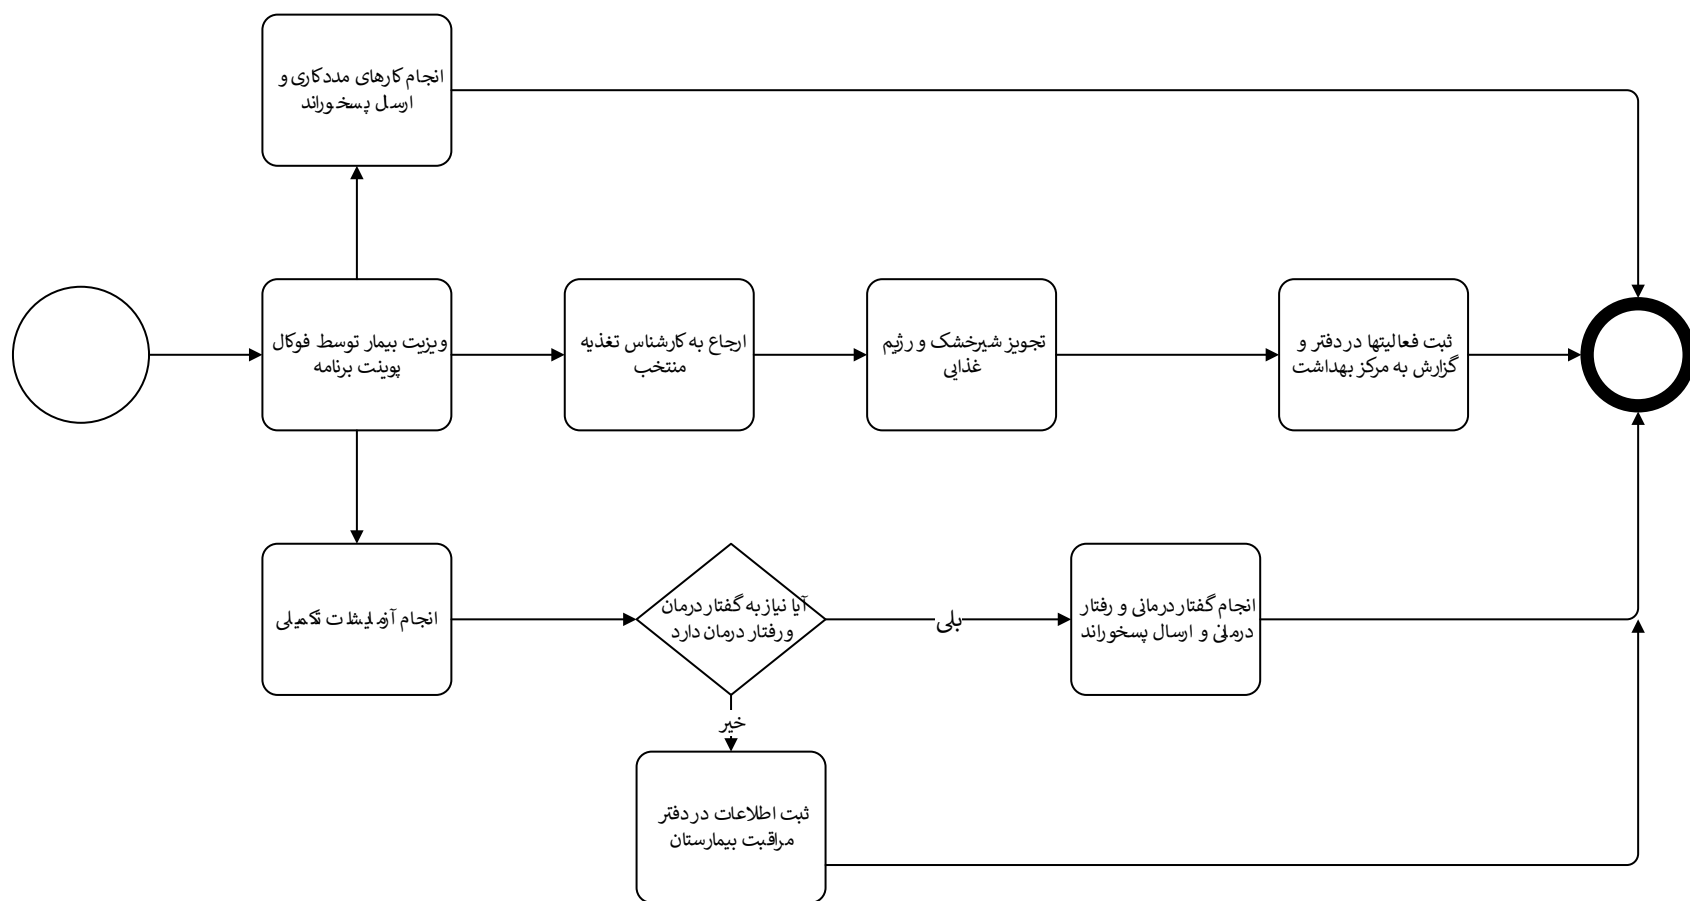 انجام کارهای مددکاری و
ارسل پسخوراند
ویزیت بیمار توسط فوکال
پوینت برنامه
ارجاع به کارشناس تغذیه
منتخب
تجویز شیرخشک و رژیم
غذایی
ثبت فعالیتها در دفتر و
گزارش به مرکز بهداشت
انجام آزمایشات تکمیلی
آیا نیاز به گفتار درمان
ورفتار درمان دارد
بلی
انجام گفتار درمانی و رفتار
درمانی و ارسال پسخوراند
خیر
ثبت اطلاعات در دفتر
مراقبت بیمارستان